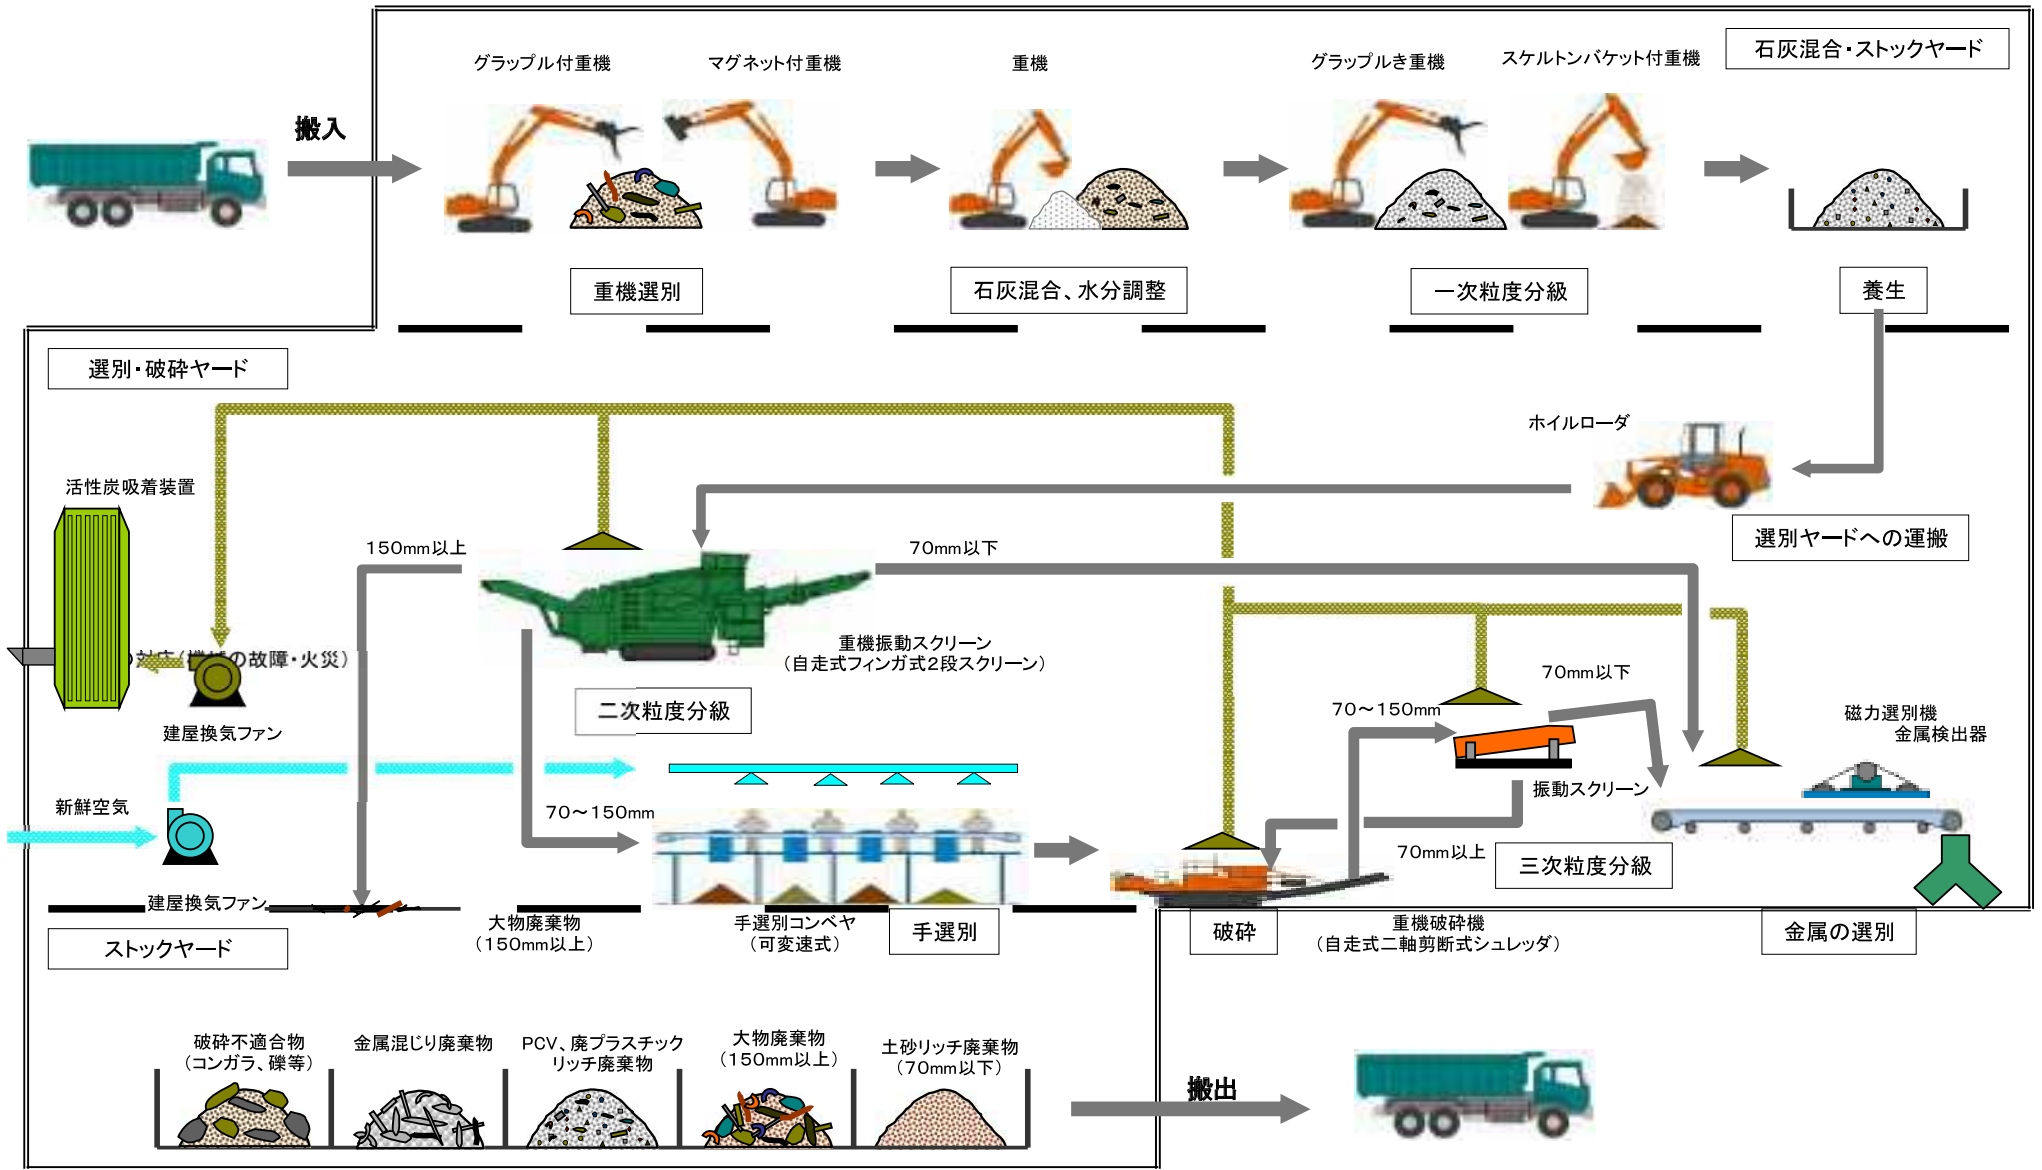 グラップル付重機
マグネット付重機
重機
グラップルき重機
スケルトンバケット付重機
石灰混合・ストックヤード
搬入
重機選別
石灰混合、水分調整
一次粒度分級
養生
選別・破砕ヤード
ホイルローダ
選別ヤードへの運搬
活性炭吸着装置
150mm以上
70mm以下
重機振動スクリーン
(自走式フィンガ式2段スクリーン)
の故障・火災)
二次粒度分級
建屋換気ファン
70mm以下
70～150mm
磁力選別機
金属検出器
振動スクリーン
新鮮空気
70～150mm
70mm以上
三次粒度分級
建屋換気ファン
大物廃棄物
(150mm以上)
手選別コンベヤ
(可変速式)
手選別
破砕
重機破砕機
(自走式二軸剪断式シュレッダ)
金属の選別
ストックヤード
破砕不適合物
(コンガラ、礫等)
金属混じり廃棄物
PCV、廃プラスチック
リッチ廃棄物
大物廃棄物
(150mm以上)
土砂リッチ廃棄物
(70mm以下)
搬出